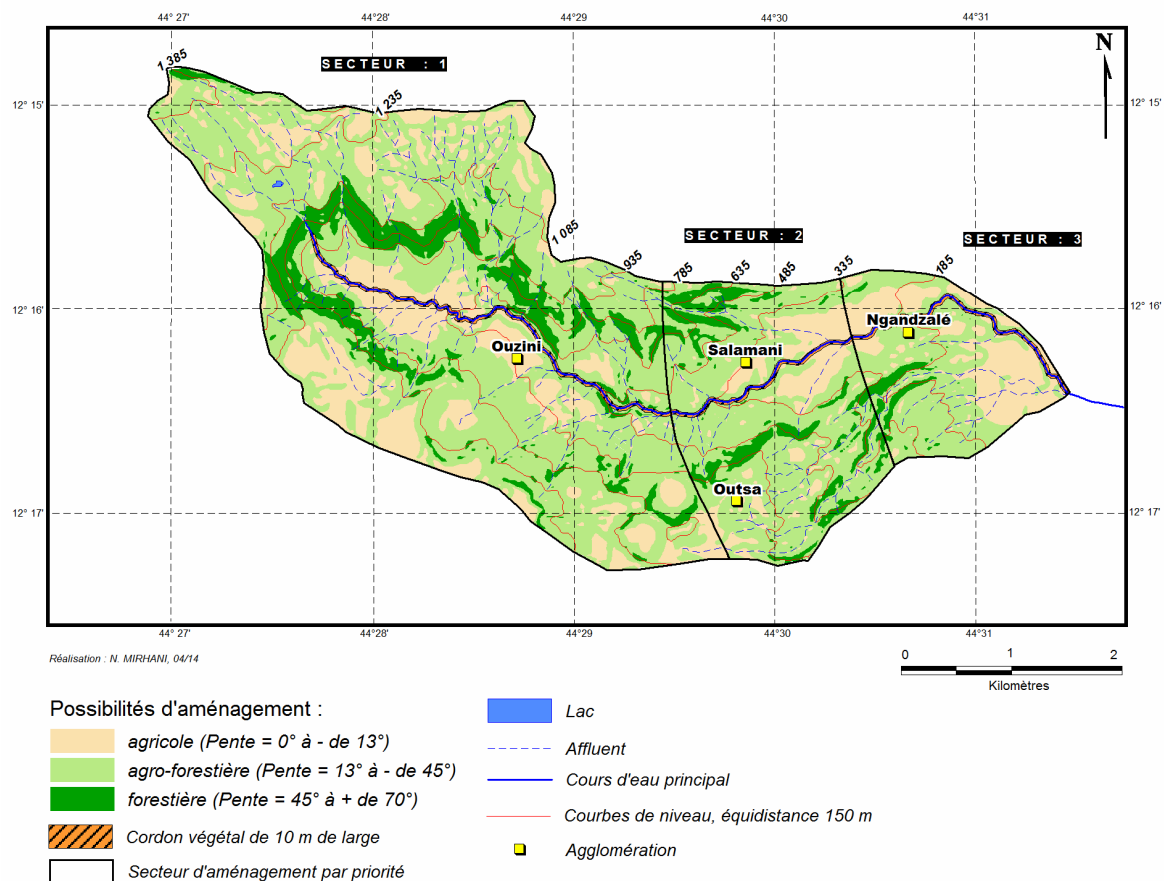 44° 27' 44° 28' 44°29' 44°30' 44°31'
N
1 385
SECTEUR : 1
12° 15' 12° 15'
1 235
1 085
SECTEUR : 2
SECTEUR : 3
935
785
635
485
335
185
12° 16' 12° 16'
Ngandzalé
Ouzini
Salamani
Outsa
12° 17' 12° 17'
44° 27' 44° 28' 44°29' 44°30' 44°31'
Réalisation : N. MIRHANI, 04/14
0 1 2
Kilomètres
Possibilités d'aménagement :
agricole (Pente = 0° à - de 13°)
agro-forestière (Pente = 13° à - de 45°)
forestière (Pente = 45° à + de 70°)
Cordon végétal de 10 m de large
Secteur d'aménagement par priorité
Lac
Affluent
Cours d'eau principal
Courbes de niveau, équidistance 150 m
Agglomération